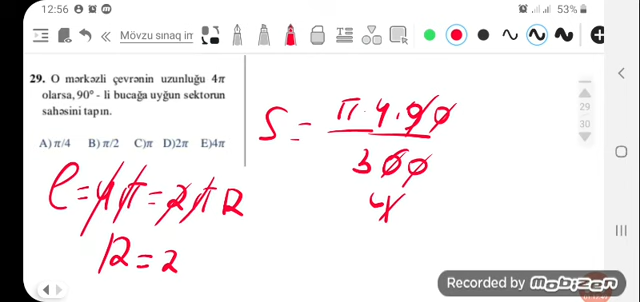 12:56
53%
Mövzu sınaq im
29. O mərkəzli çevrənin uzunluğu 4π
olarsa, 90° - li bucağa uyğun sektorun
sahəsini tapın.
A) π/4 B) π/2 C)π D)2π E)4π
S = π·4·90
360
4
ℓ = 4π = 2πR
R = 2
29
30
Recorded by mobizen